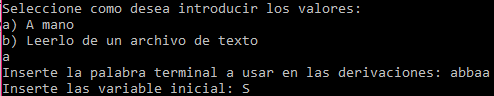 Seleccione como desea introducir los valores:
a) A mano
b) Leerlo de un archivo de texto
a
Inserte la palabra terminal a usar en las derivaciones: abbaa
Inserte las variable inicial: S